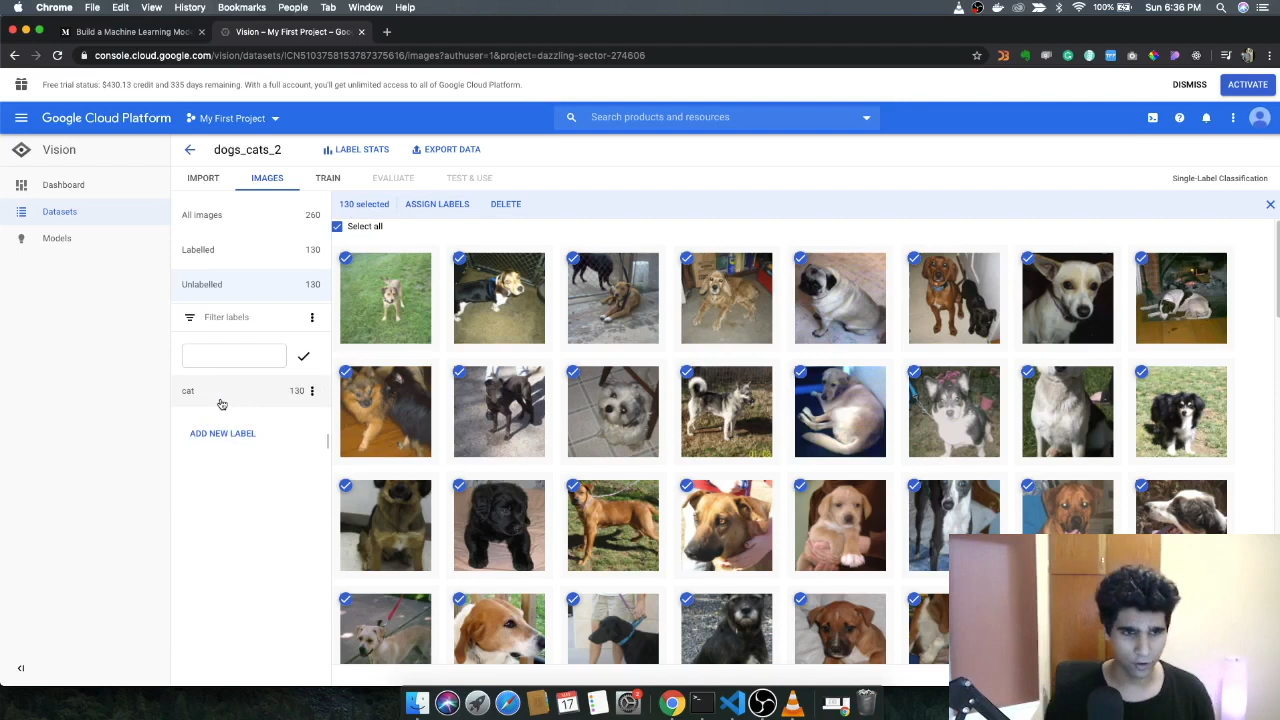 Chrome File Edit View History Bookmarks People Tab Window Help
100% Sun 6:36 PM
Build a Machine Learning Mod
Vision – My First Project – Goo
console.cloud.google.com/vision/datasets/ICN5103758153787375616/images?authuser=1&project=dazzling-sector-274606
Free trial status: $430.13 credit and 335 days remaining. With a full account, you'll get unlimited access to all of Google Cloud Platform.
DISMISS
ACTIVATE
Google Cloud Platform
My First Project
Search products and resources
Vision
dogs_cats_2
LABEL STATS
EXPORT DATA
IMPORT
IMAGES
TRAIN
EVALUATE
TEST & USE
Single-Label Classification
Dashboard
Datasets
Models
All images 260
Labelled 130
Unlabelled 130
Filter labels
cat 130
ADD NEW LABEL
130 selected
ASSIGN LABELS
DELETE
Select all
MAY
17
2